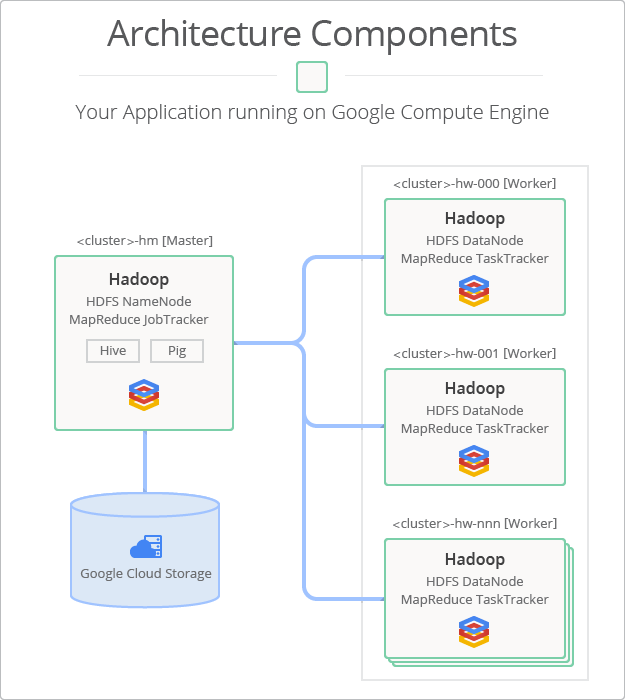 Architecture Components
Your Application running on Google Compute Engine
<cluster>-hm [Master]
Hadoop
HDFS NameNode
MapReduce JobTracker
Hive
Pig
Google Cloud Storage
<cluster>-hw-000 [Worker]
Hadoop
HDFS DataNode
MapReduce TaskTracker
<cluster>-hw-001 [Worker]
Hadoop
HDFS DataNode
MapReduce TaskTracker
<cluster>-hw-nnn [Worker]
Hadoop
HDFS DataNode
MapReduce TaskTracker